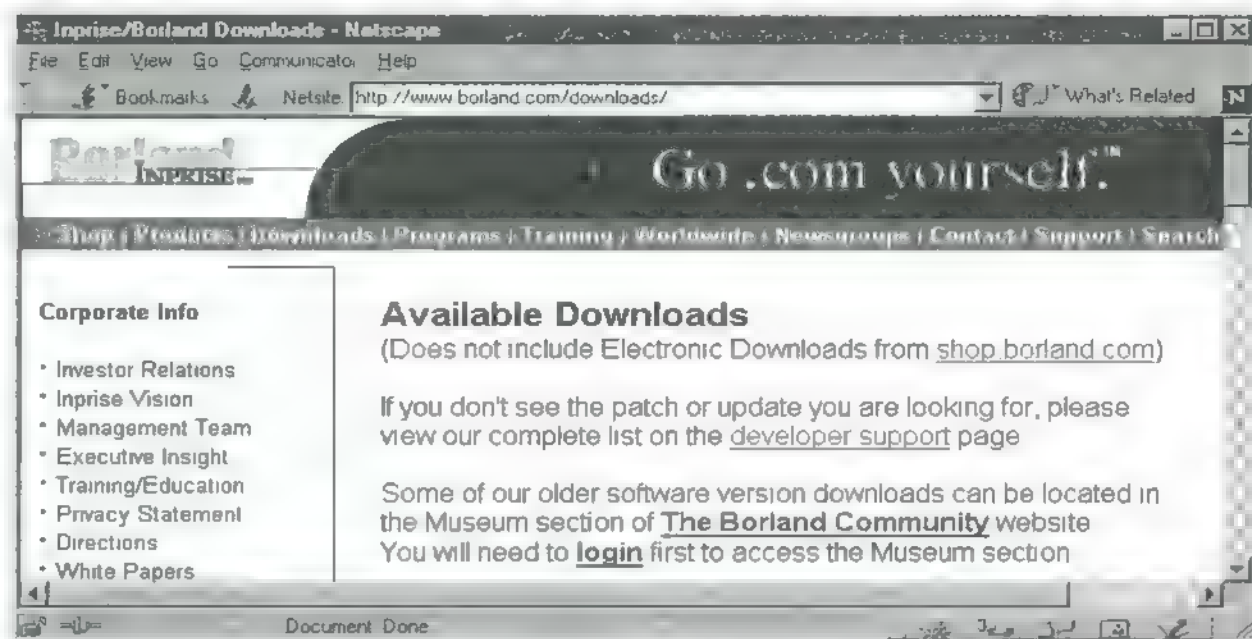 Inprise/Borland Downloads - Netscape
File Edit View Go Communicator Help
Bookmarks Netsite: http://www.borland.com/downloads/ What's Related N
Borland
INPRISE
Go .com yourself.™
Shop | Products | Downloads | Programs | Training | Worldwide | Newsgroups | Contact | Support | Search
Corporate Info
• Investor Relations
• Inprise Vision
• Management Team
• Executive Insight
• Training/Education
• Privacy Statement
• Directions
• White Papers
Available Downloads
(Does not include Electronic Downloads from shop.borland.com)
If you don't see the patch or update you are looking for, please
view our complete list on the developer support page
Some of our older software version downloads can be located in
the Museum section of The Borland Community website
You will need to login first to access the Museum section
Document Done